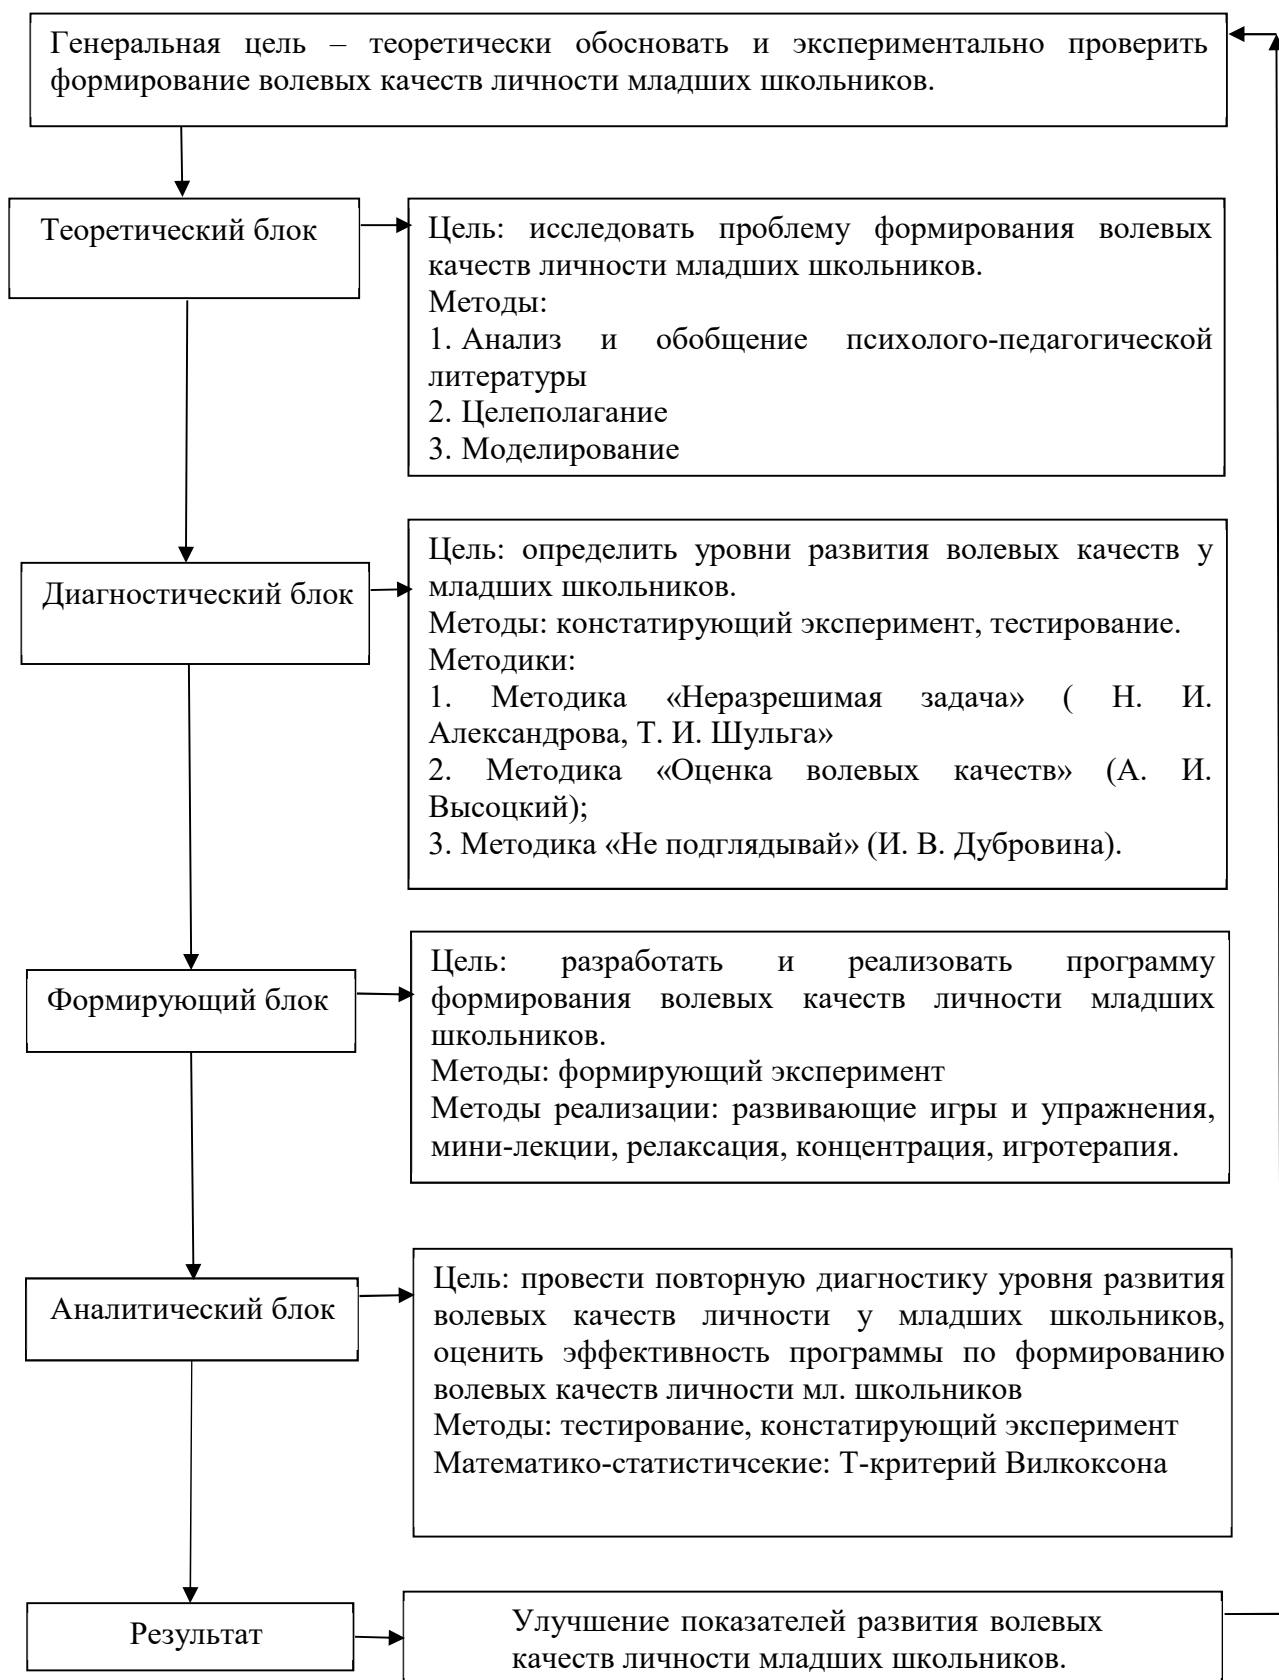 Генеральная цель – теоретически обосновать и экспериментально проверить
формирование волевых качеств личности младших школьников.
Теоретический блок
Цель: исследовать проблему формирования волевых
качеств личности младших школьников.
Методы:
1. Анализ и обобщение психолого-педагогической
литературы
2. Целеполагание
3. Моделирование
Диагностический блок
Цель: определить уровни развития волевых качеств у
младших школьников.
Методы: констатирующий эксперимент, тестирование.
Методики:
1. Методика «Неразрешимая задача» ( Н. И.
Александрова, Т. И. Шульга»
2. Методика «Оценка волевых качеств» (А. И.
Высоцкий);
3. Методика «Не подглядывай» (И. В. Дубровина).
Формирующий блок
Цель: разработать и реализовать программу
формирования волевых качеств личности младших
школьников.
Методы: формирующий эксперимент
Методы реализации: развивающие игры и упражнения,
мини-лекции, релаксация, концентрация, игротерапия.
Аналитический блок
Цель: провести повторную диагностику уровня развития
волевых качеств личности у младших школьников,
оценить эффективность программы по формированию
волевых качеств личности мл. школьников
Методы: тестирование, констатирующий эксперимент
Математико-статистичсекие: Т-критерий Вилкоксона
Результат
Улучшение показателей развития волевых
качеств личности младших школьников.